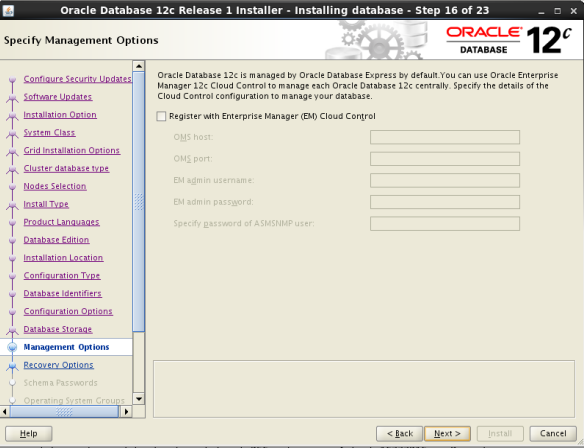 Oracle Database 12c Release 1 Installer - Installing database - Step 16 of 23
Specify Management Options
ORACLE
DATABASE
12c
Configure Security Updates
Software Updates
Installation Option
System Class
Grid Installation Options
Cluster database type
Nodes Selection
Install Type
Product Languages
Database Edition
Installation Location
Configuration Type
Database Identifiers
Configuration Options
Database Storage
Management Options
Recovery Options
Schema Passwords
Operating System Groups
Oracle Database 12c is managed by Oracle Database Express by default.You can use Oracle Enterprise
Manager 12c Cloud Control to manage each Oracle Database 12c centrally. Specify the details of the
Cloud Control configuration to manage your database.
Register with Enterprise Manager (EM) Cloud Control
OMS host:
OMS port:
EM admin username:
EM admin password:
Specify password of ASMSNMP user:
Help
< Back
Next >
Install
Cancel